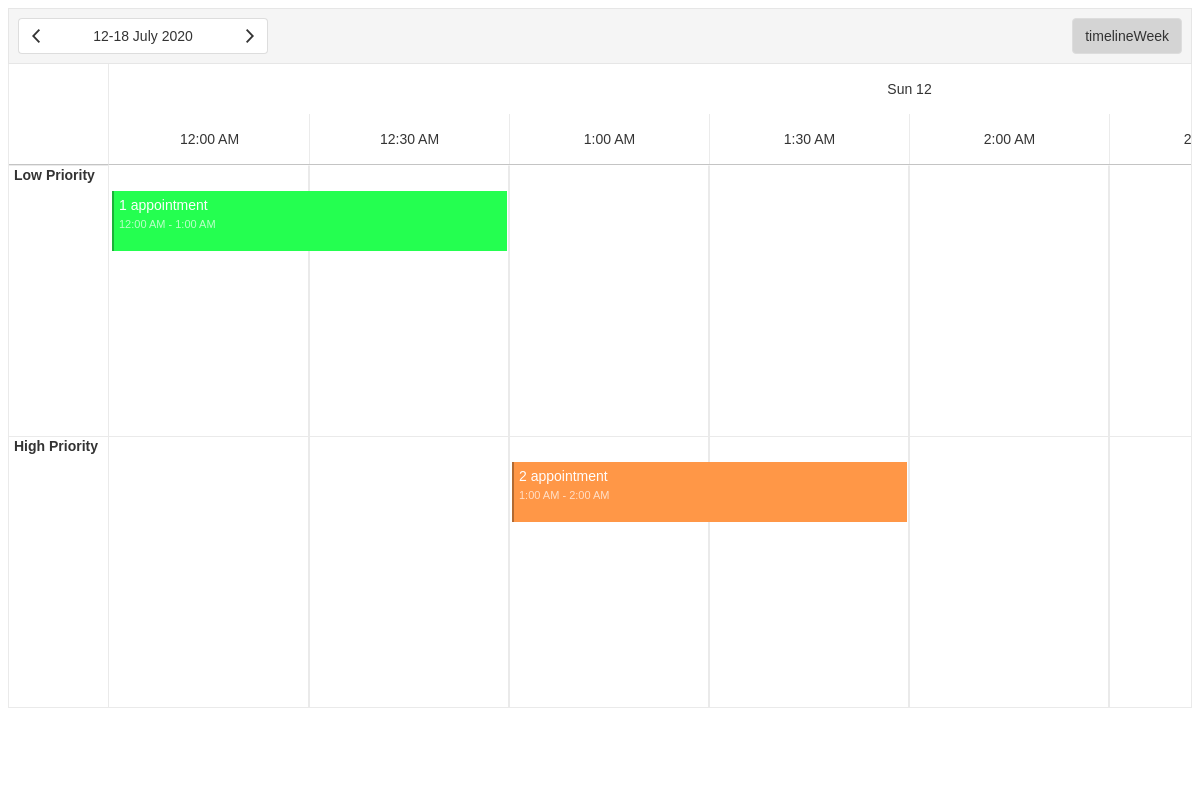 12-18 July 2020
timelineWeek
Sun 12
12:00 AM
12:30 AM
1:00 AM
1:30 AM
2:00 AM
2
Low Priority
1 appointment
12:00 AM - 1:00 AM
High Priority
2 appointment
1:00 AM - 2:00 AM